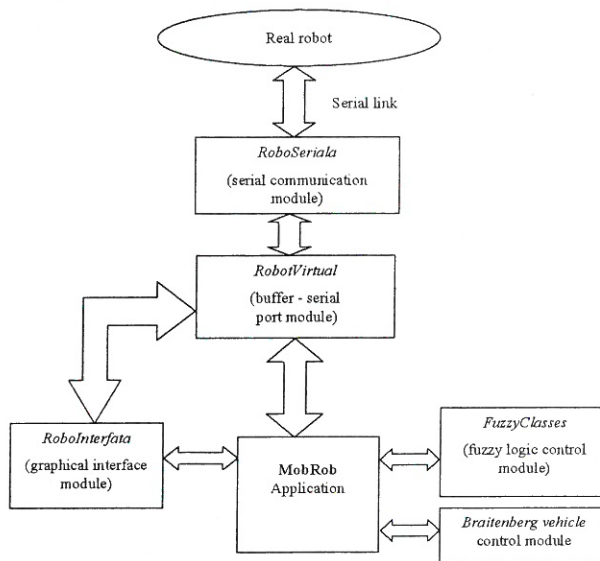 Real robot
Serial link
RoboSeriala
(serial communication
module)
RobotVirtual
(buffer - serial
port module)
RoboInterfata
(graphical interface
module)
MobRob
Application
FuzzyClasses
(fuzzy logic control
module)
Braitenberg vehicle
control module